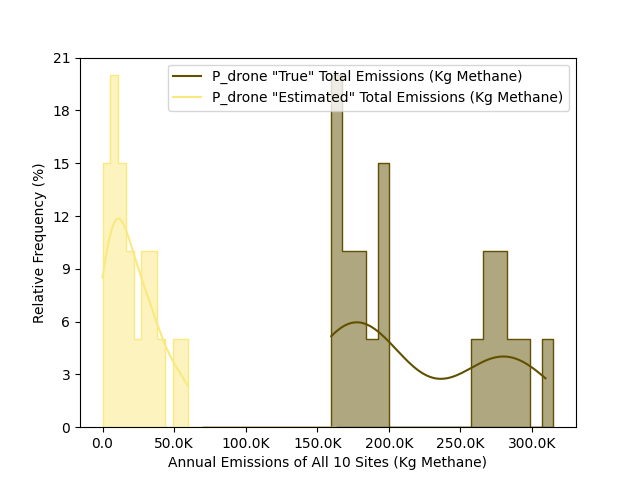 P_drone "True" Total Emissions (Kg Methane)
P_drone "Estimated" Total Emissions (Kg Methane)
21
18
15
12
9
6
3
0
Relative Frequency (%)
0.0 50.0K 100.0K 150.0K 200.0K 250.0K 300.0K
Annual Emissions of All 10 Sites (Kg Methane)